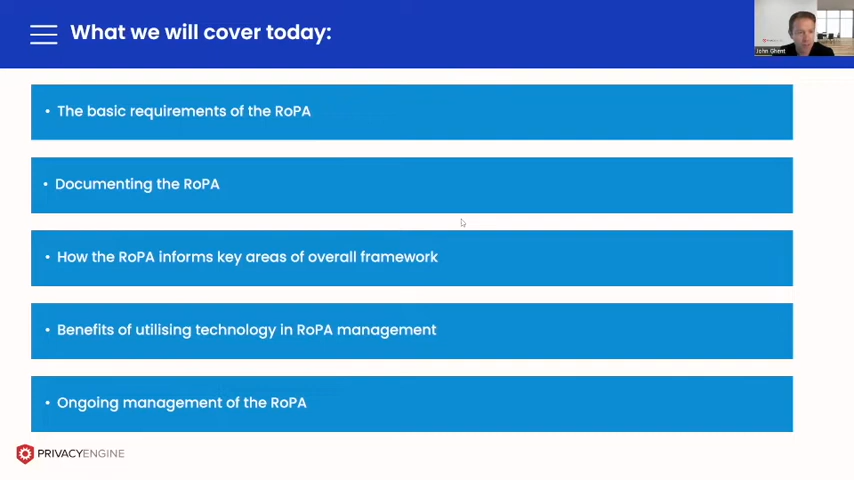 What we will cover today:
John Ghent
• The basic requirements of the RoPA
• Documenting the RoPA
• How the RoPA informs key areas of overall framework
• Benefits of utilising technology in RoPA management
• Ongoing management of the RoPA
PRIVACYENGINE